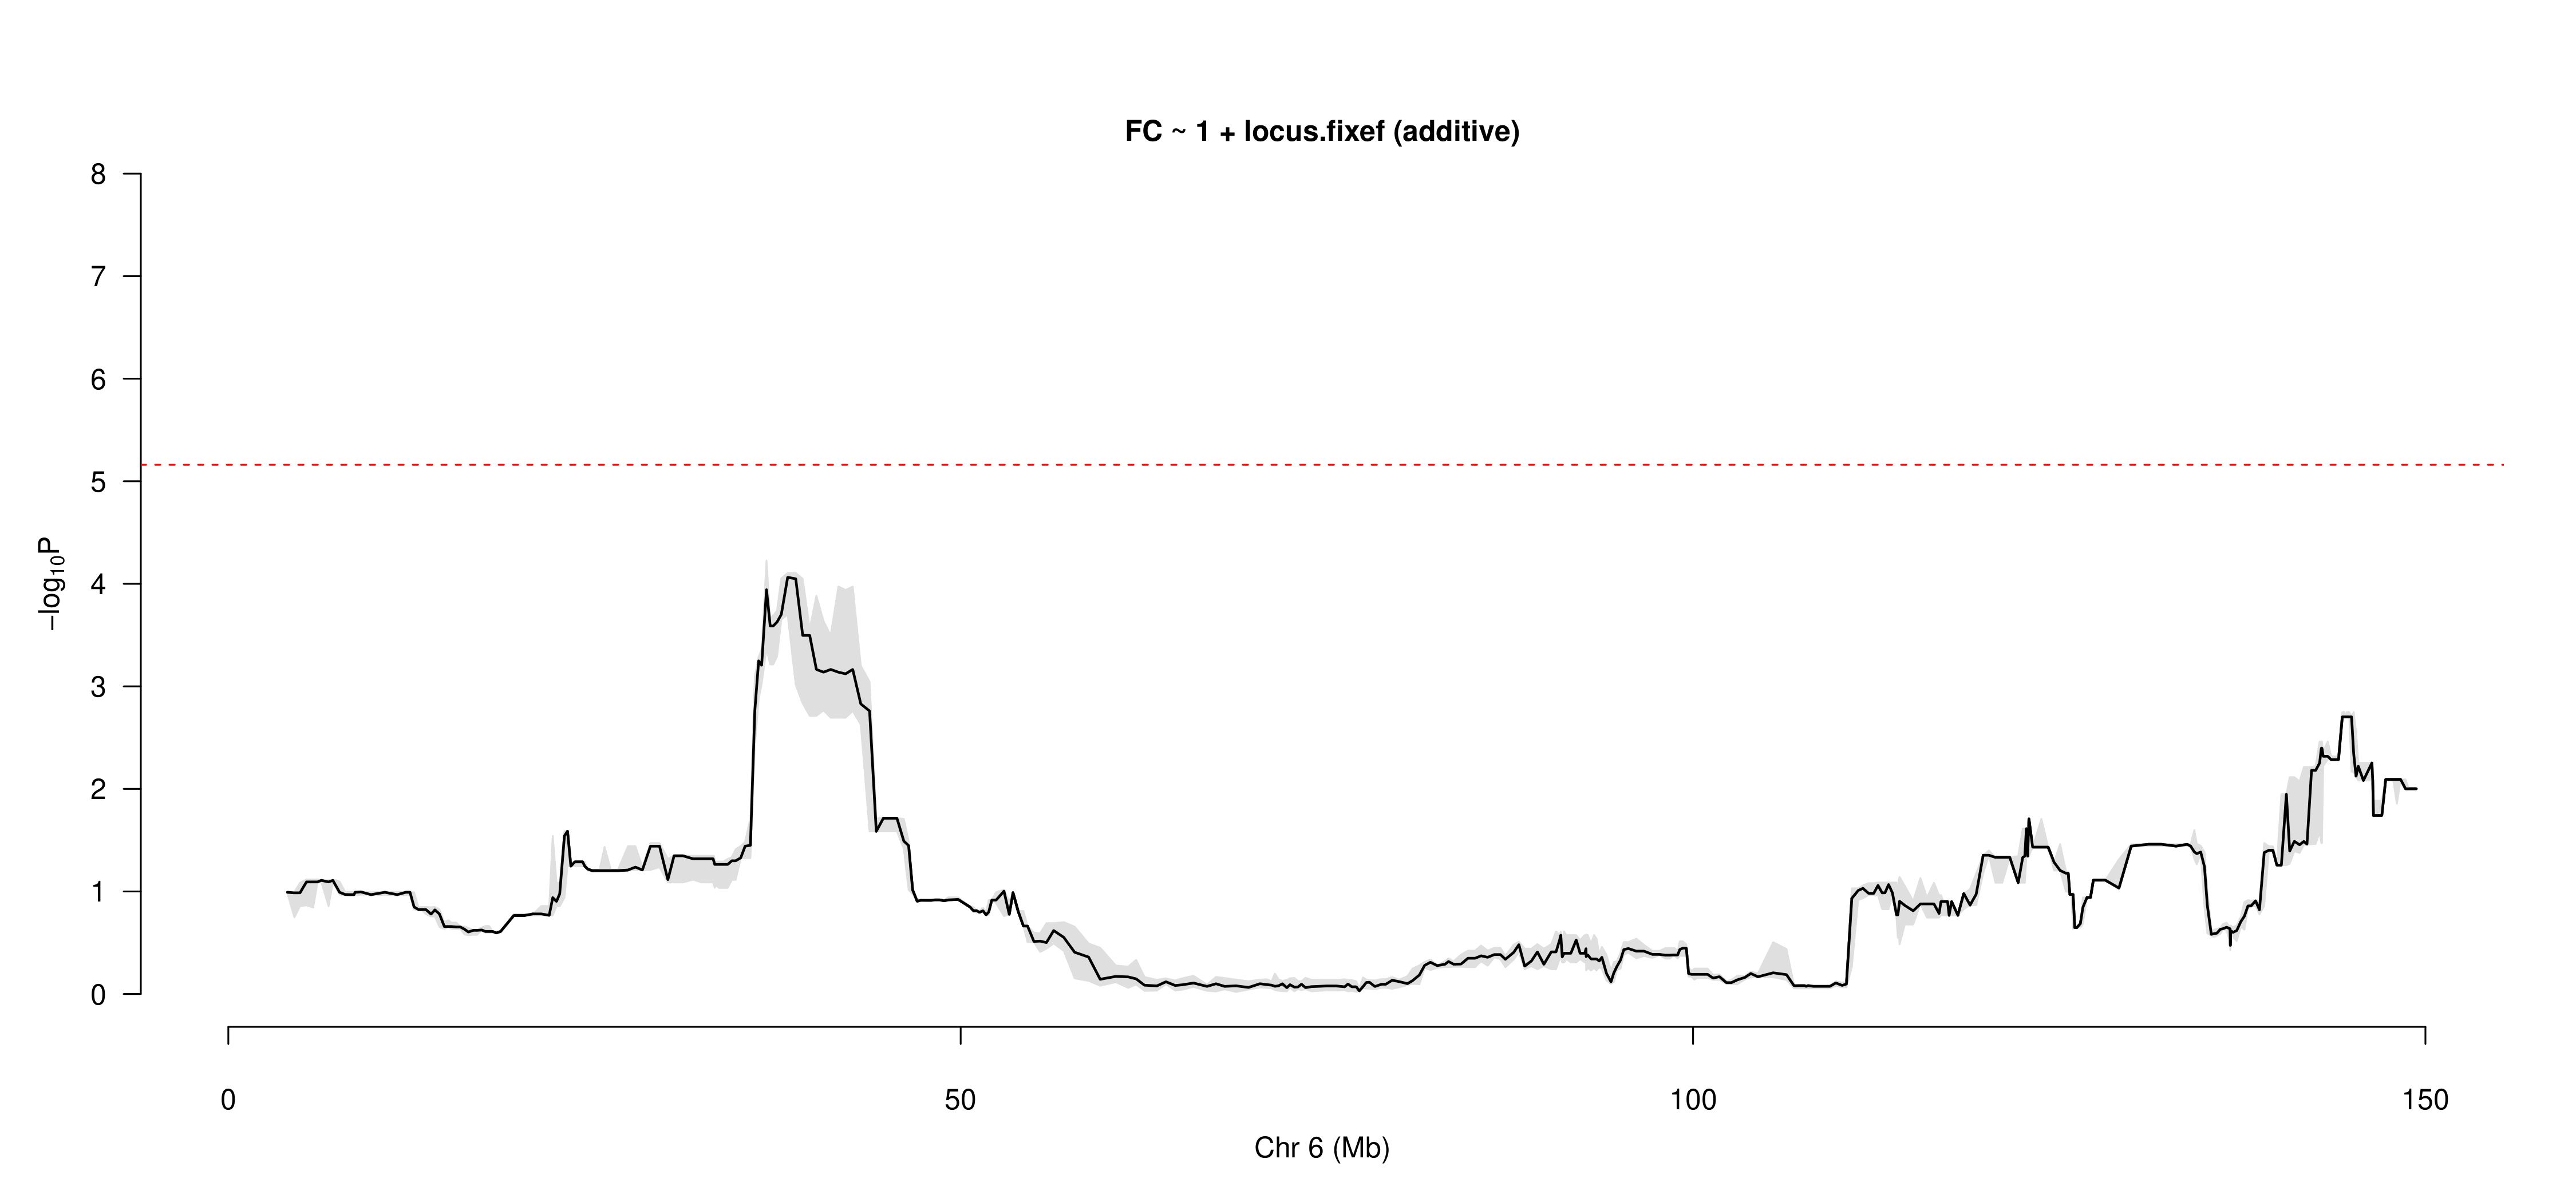 FC ~ 1 + locus.fixef (additive)
8
7
6
5
4
3
2
1
0
−log10P
0 50 100 150
Chr 6 (Mb)